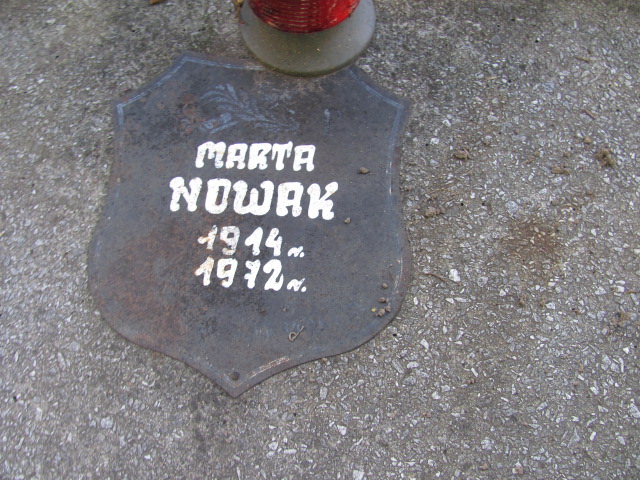 MARTA
NOWAK
1914 r.
1972 r.